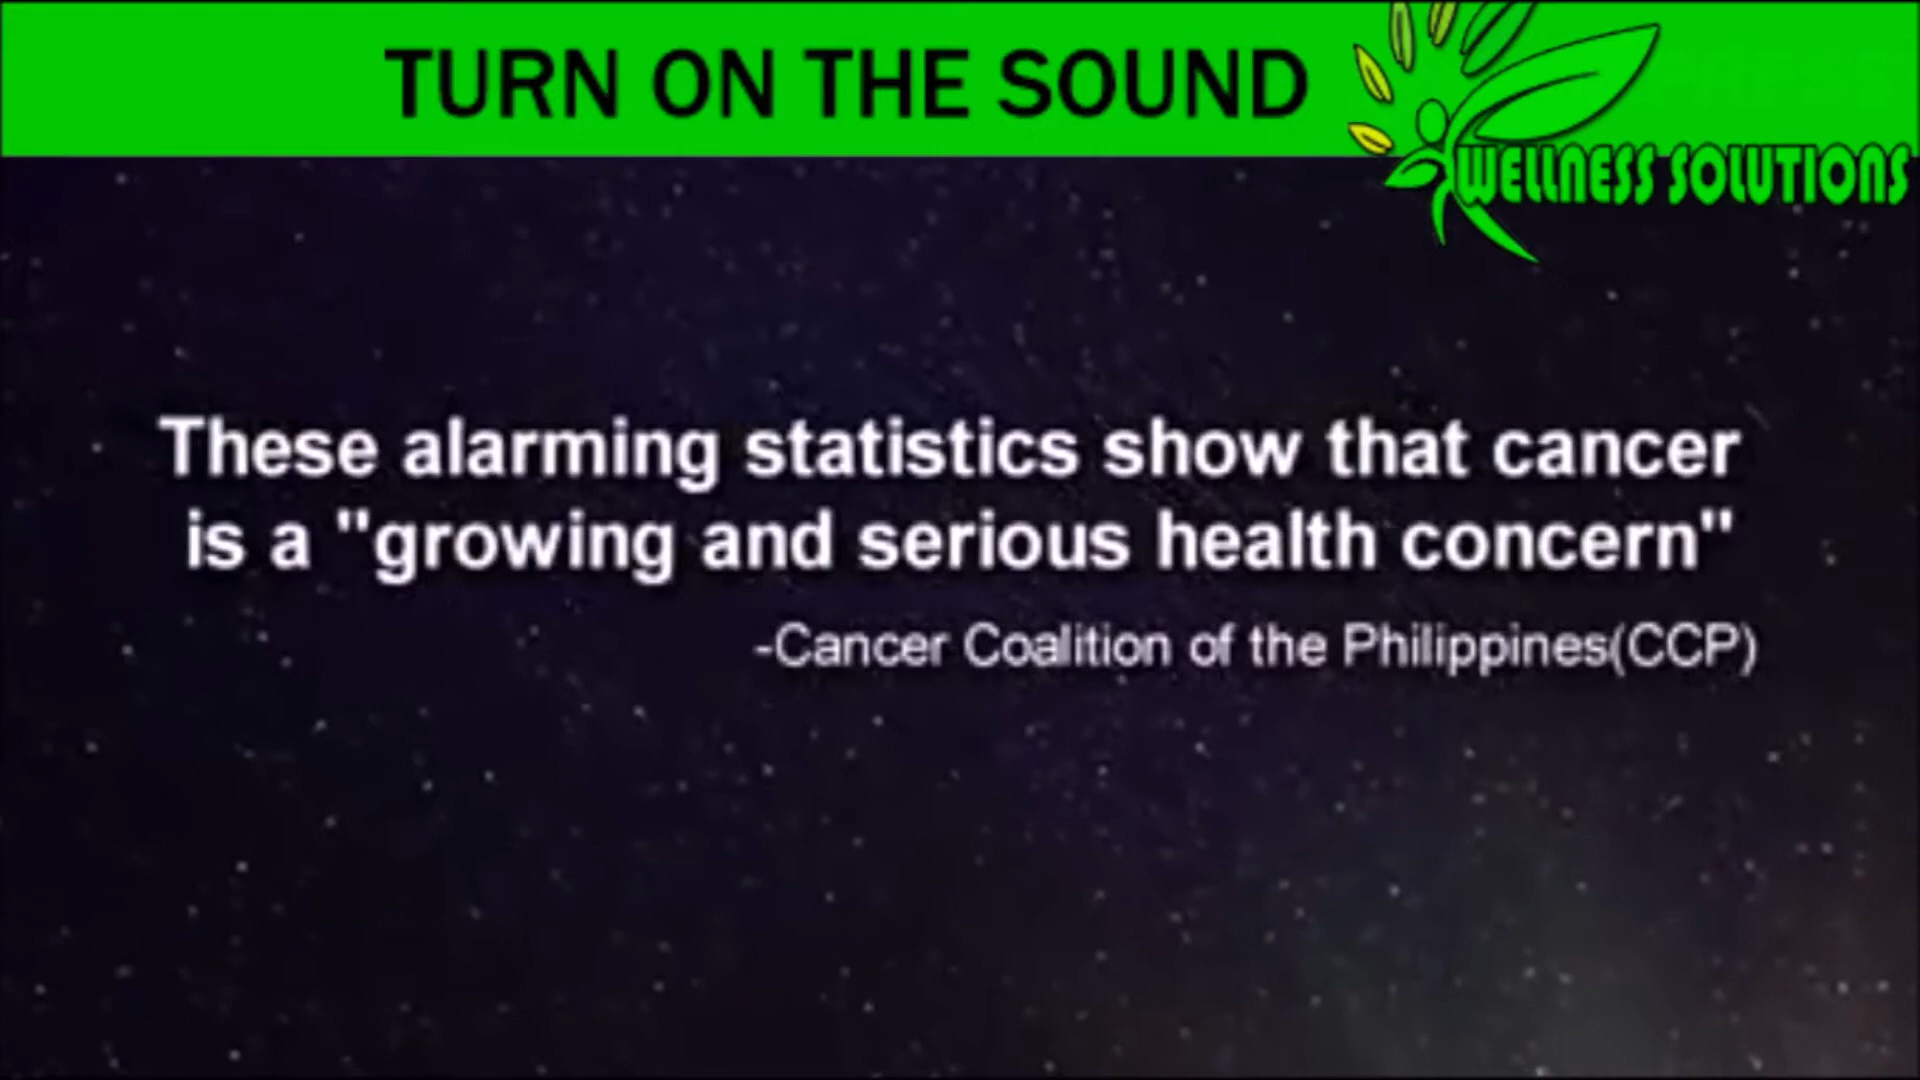 TURN ON THE SOUND
WELLNESS SOLUTIONS
These alarming statistics show that cancer
is a "growing and serious health concern"
-Cancer Coalition of the Philippines(CCP)